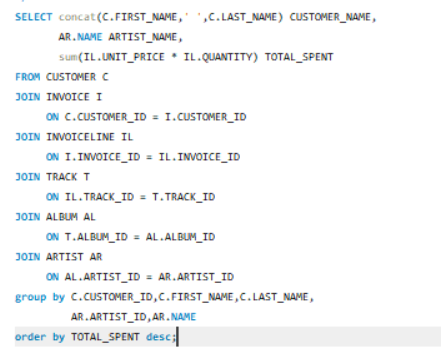 SELECT concat(C.FIRST_NAME,' ',C.LAST_NAME) CUSTOMER_NAME,
AR.NAME ARTIST_NAME,
sum(IL.UNIT_PRICE * IL.QUANTITY) TOTAL_SPENT
FROM CUSTOMER C
JOIN INVOICE I
ON C.CUSTOMER_ID = I.CUSTOMER_ID
JOIN INVOICELINE IL
ON I.INVOICE_ID = IL.INVOICE_ID
JOIN TRACK T
ON IL.TRACK_ID = T.TRACK_ID
JOIN ALBUM AL
ON T.ALBUM_ID = AL.ALBUM_ID
JOIN ARTIST AR
ON AL.ARTIST_ID = AR.ARTIST_ID
group by C.CUSTOMER_ID,C.FIRST_NAME,C.LAST_NAME,
AR.ARTIST_ID,AR.NAME
order by TOTAL_SPENT desc;